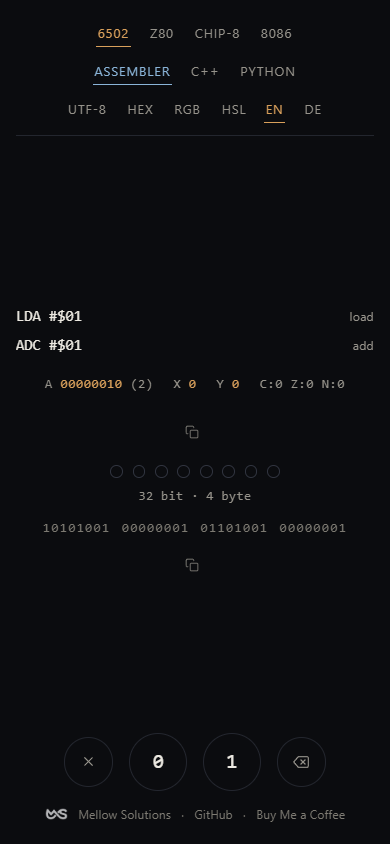 6502 Z80 CHIP-8 8086
ASSEMBLER C++ PYTHON
UTF-8 HEX RGB HSL EN DE
LDA #$01 load
ADC #$01 add
A 00000010 (2) X 0 Y 0 C:0 Z:0 N:0
32 bit · 4 byte
10101001 00000001 01101001 00000001
0 1
Mellow Solutions · GitHub · Buy Me a Coffee